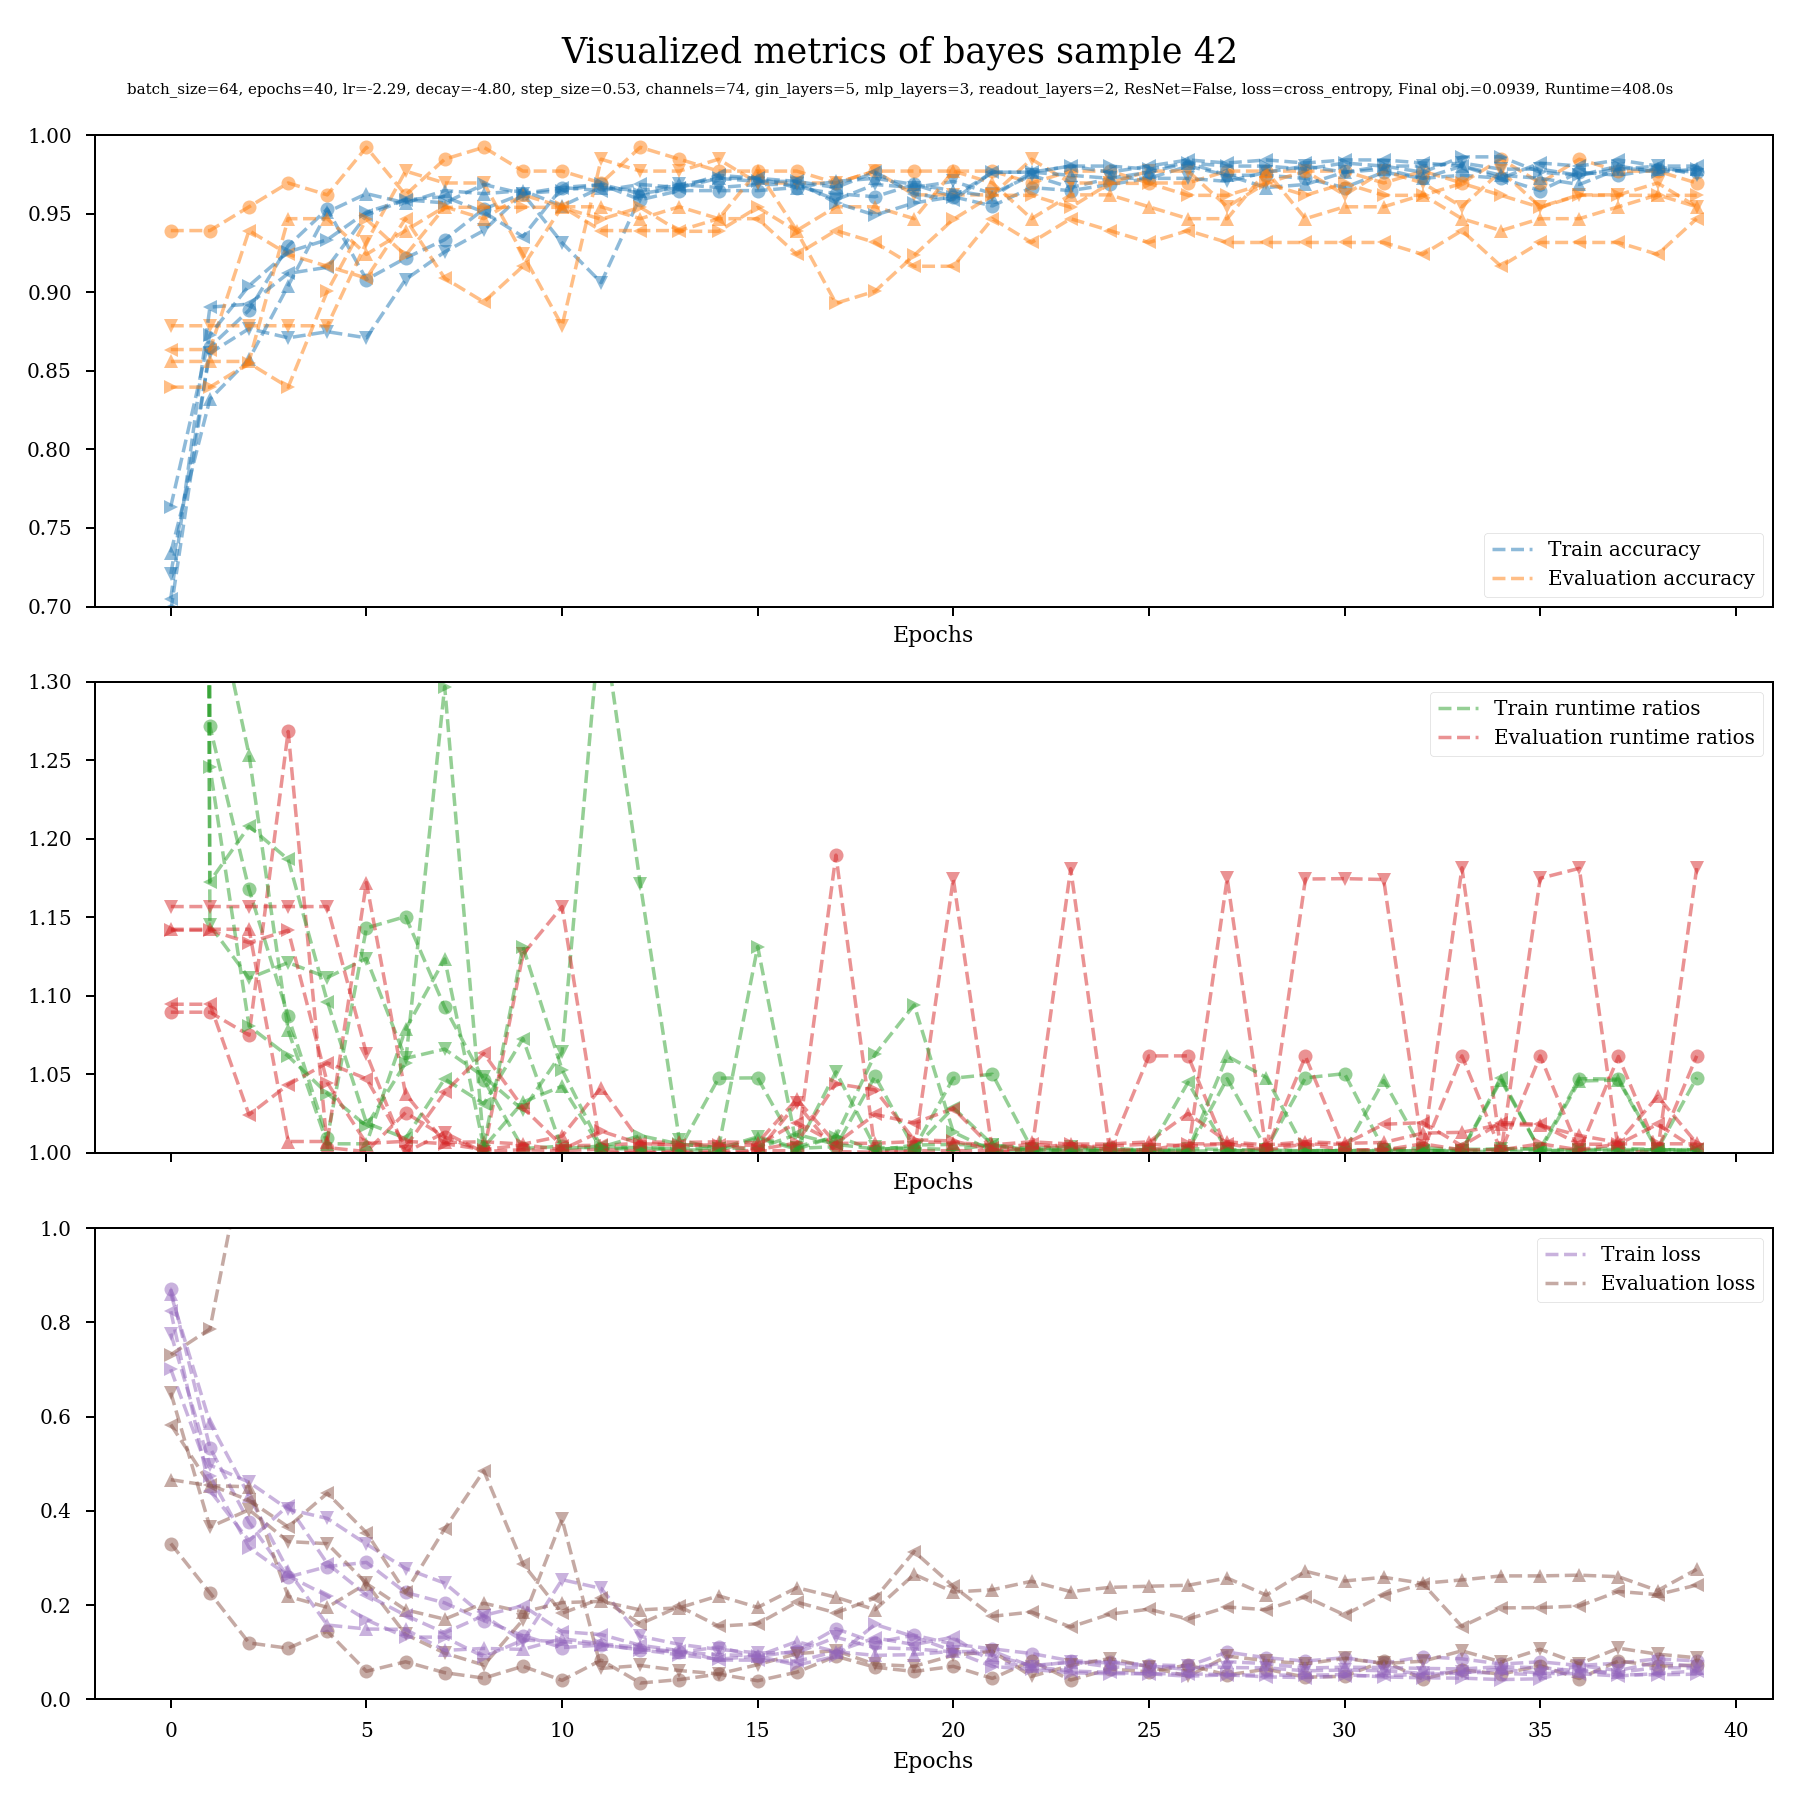 Visualized metrics of bayes sample 42
batch_size=64, epochs=40, lr=-2.29, decay=-4.80, step_size=0.53, channels=74, gin_layers=5, mlp_layers=3, readout_layers=2, ResNet=False, loss=cross_entropy, Final obj.=0.0939, Runtime=408.0s
1.00
0.95
0.90
0.85
0.80
0.75
0.70
Train accuracy
Evaluation accuracy
Epochs
1.30
1.25
1.20
1.15
1.10
1.05
1.00
Train runtime ratios
Evaluation runtime ratios
Epochs
1.0
0.8
0.6
0.4
0.2
0.0
Train loss
Evaluation loss
0 5 10 15 20 25 30 35 40
Epochs